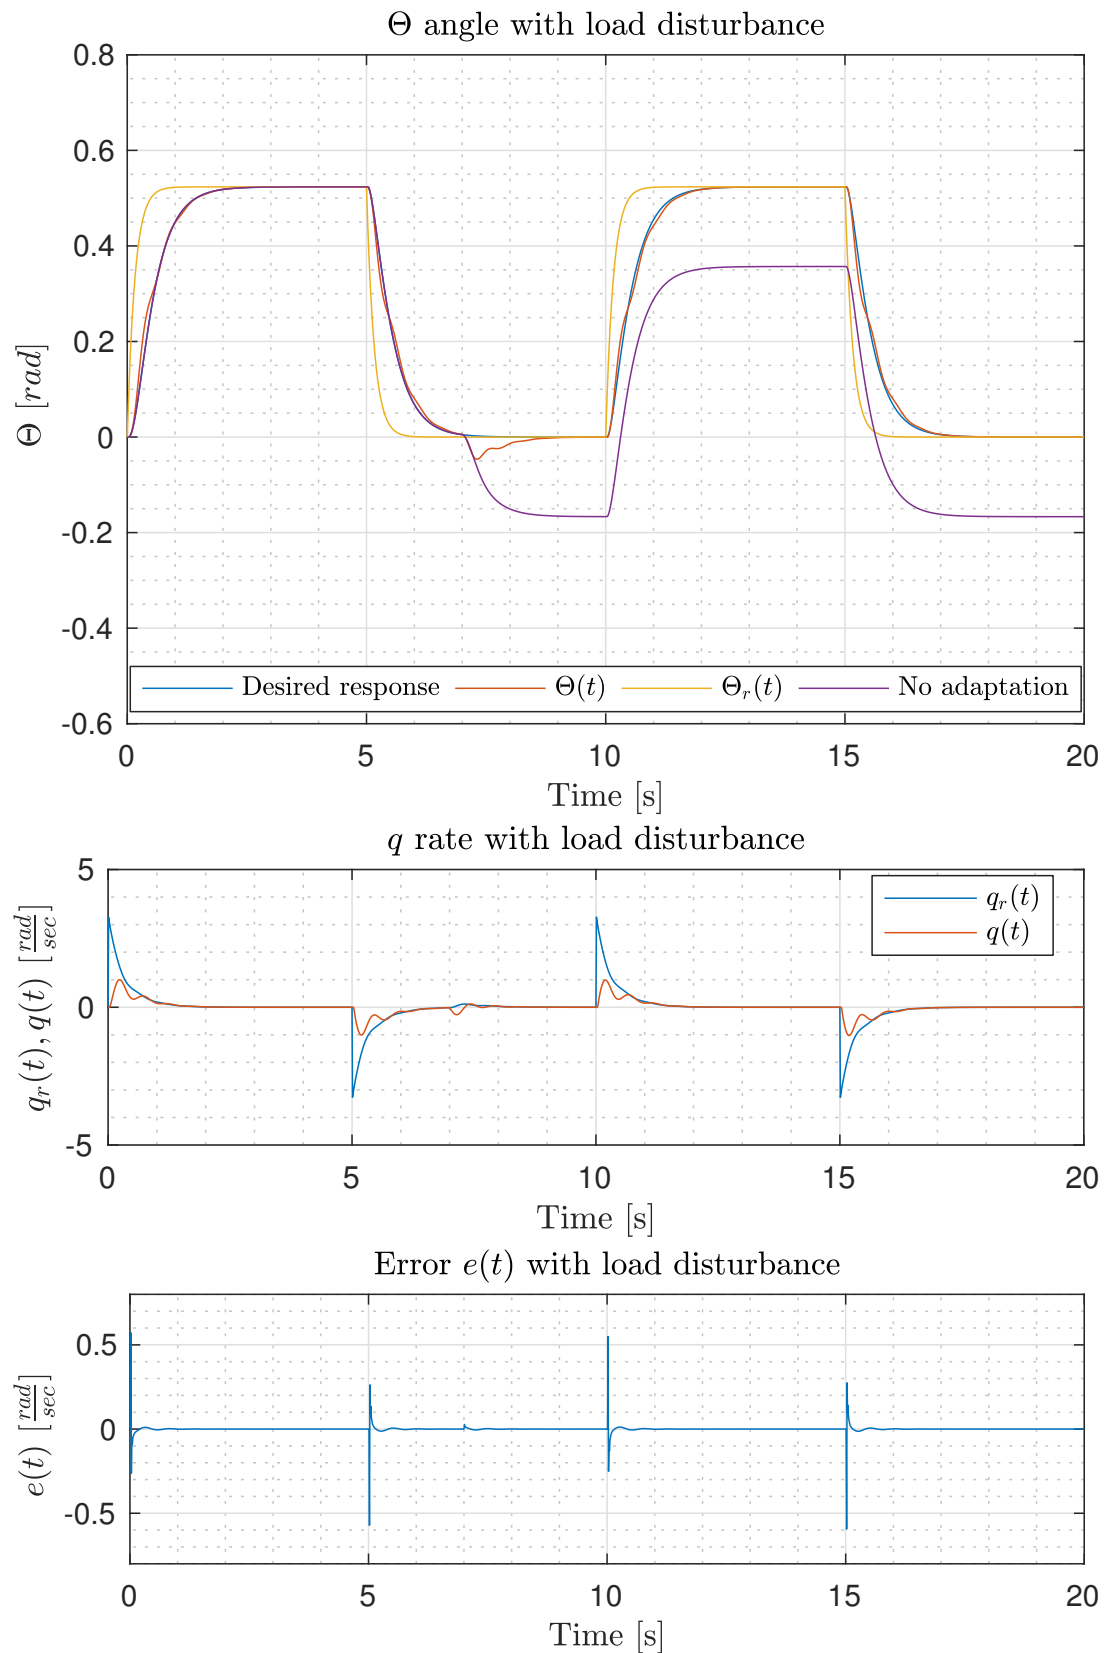 Θ angle with load disturbance
0.8
0.6
0.4
0.2
0
-0.2
-0.4
-0.6
Θ [rad]
Desired response Θ(t) Θr(t) No adaptation
0 5 10 15 20
Time [s]
q rate with load disturbance
5
0
-5
qr(t), q(t) [rad/sec]
qr(t)
q(t)
0 5 10 15 20
Time [s]
Error e(t) with load disturbance
0.5
0
-0.5
e(t) [rad/sec]
0 5 10 15 20
Time [s]